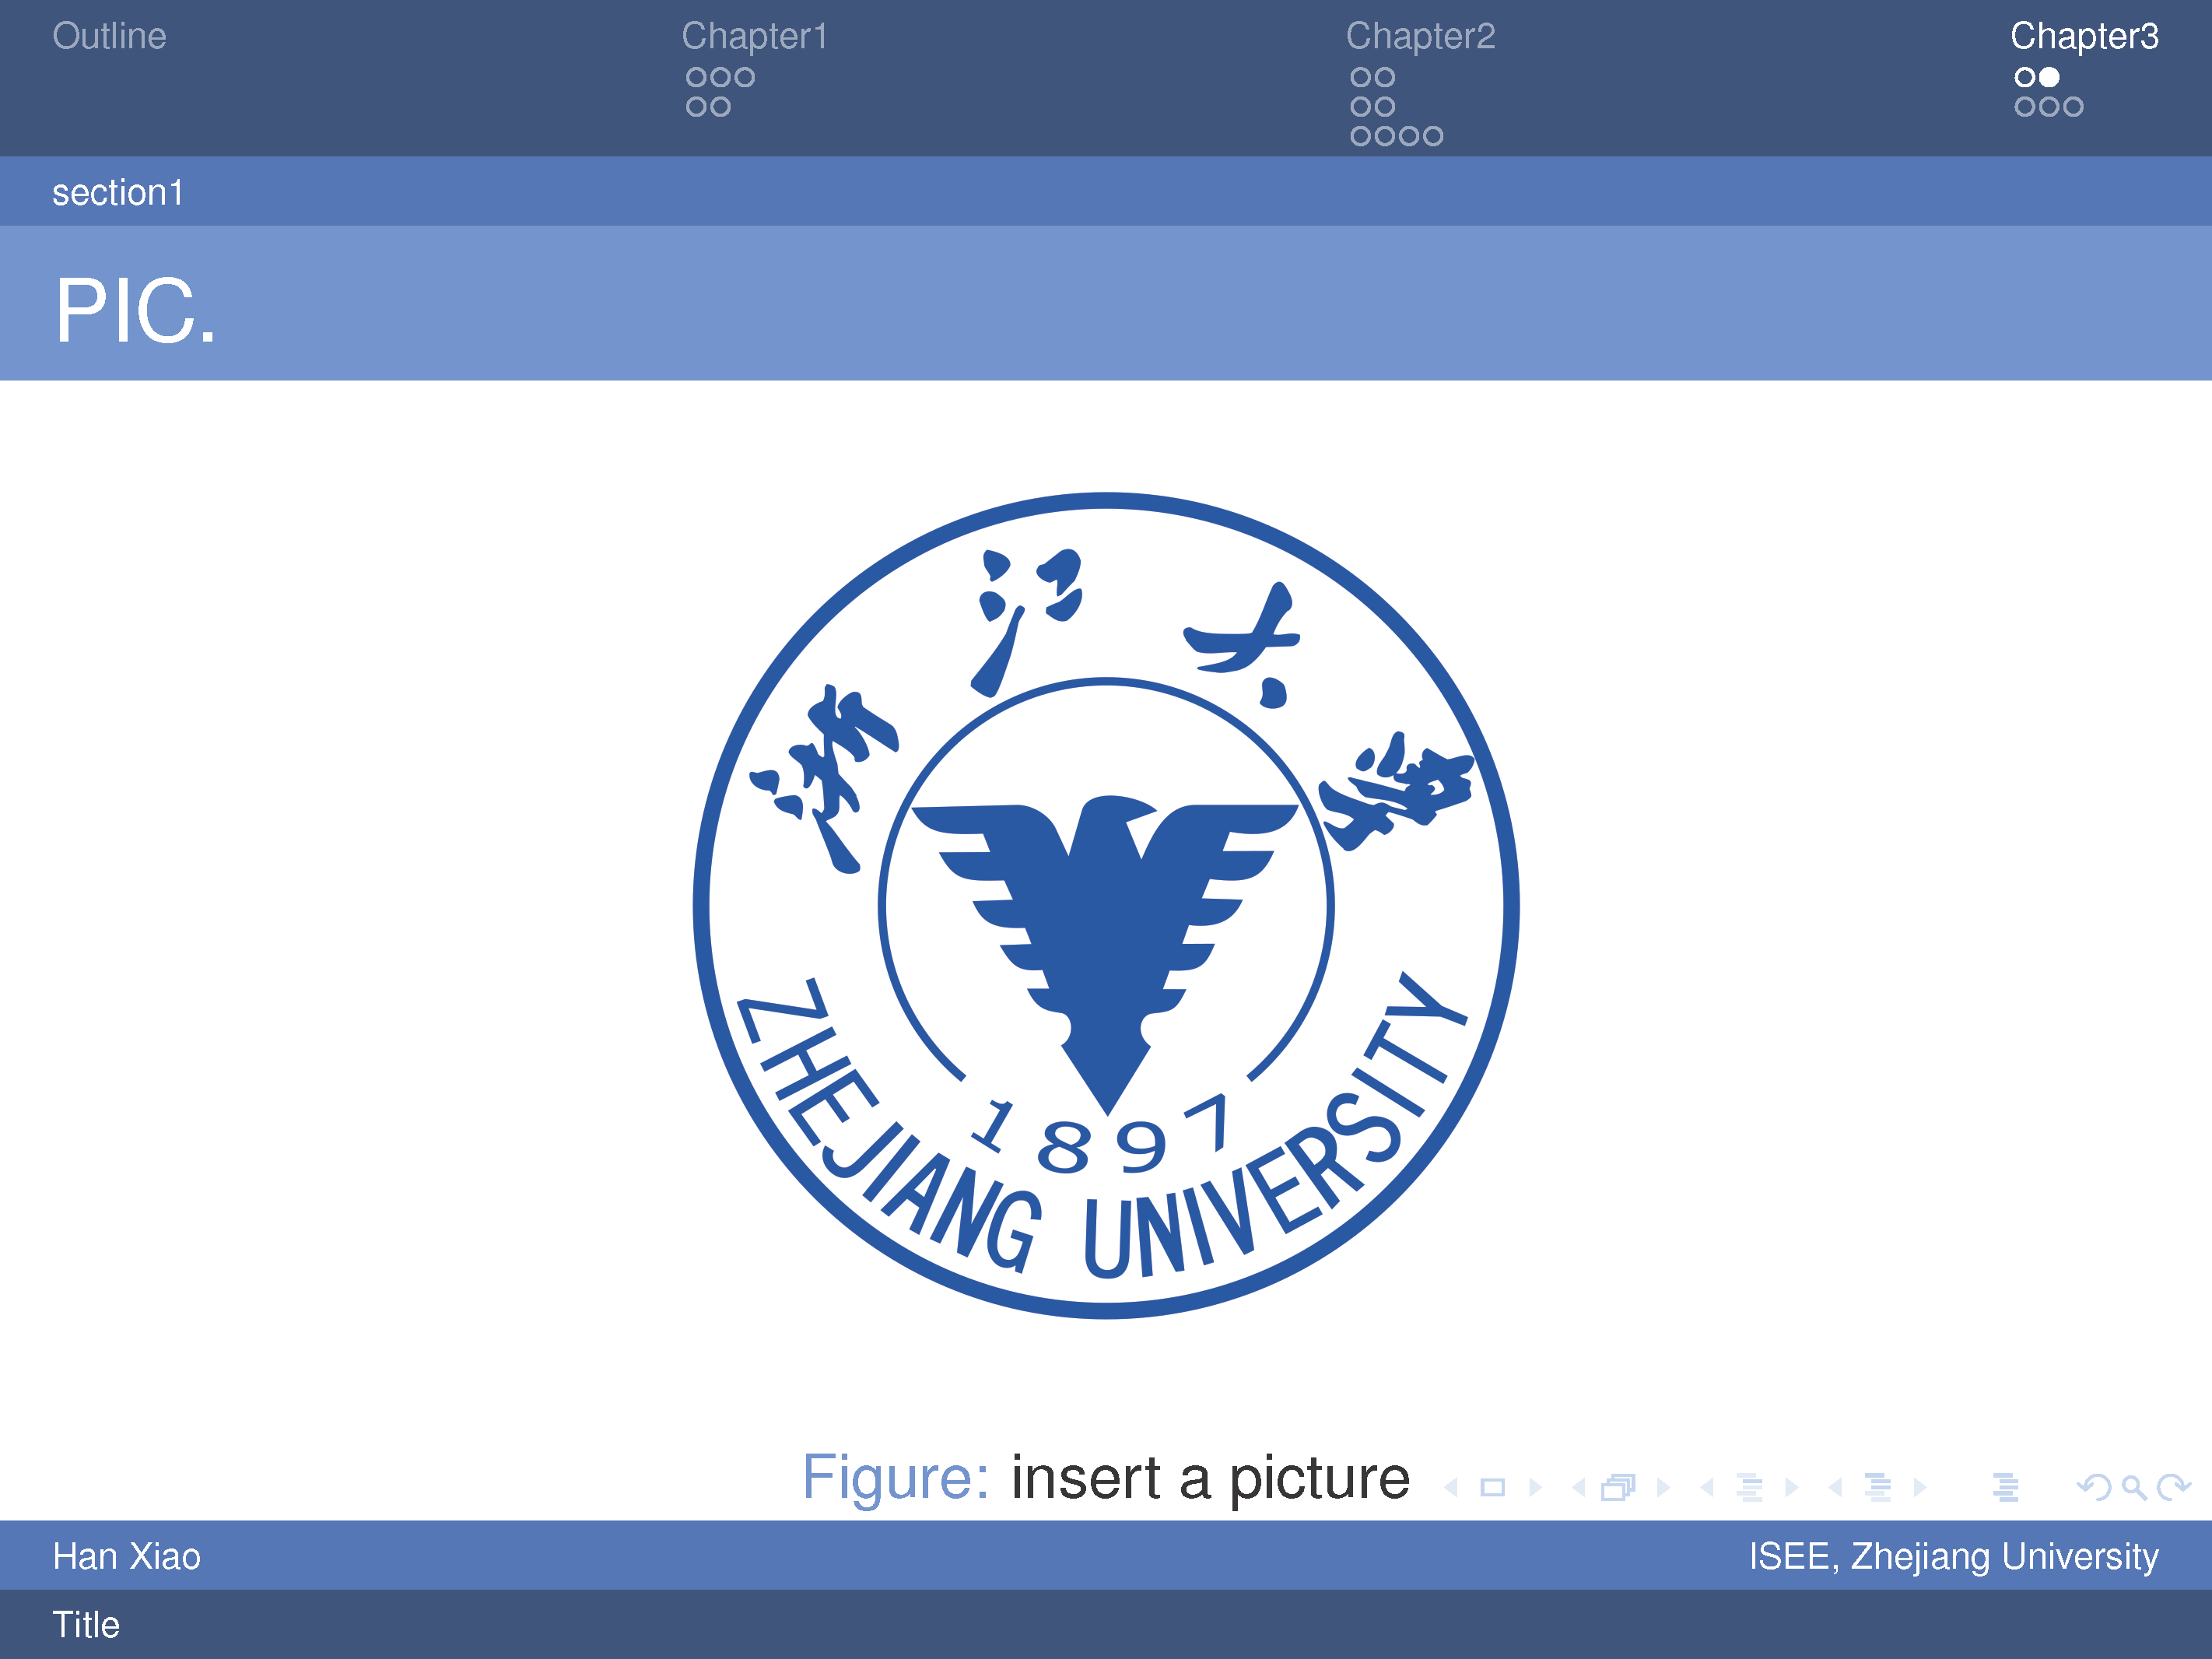 Outline
Chapter1
Chapter2
Chapter3
section1
PIC.
浙江大學
1897
ZHEJIANG UNIVERSITY
Figure: insert a picture
Han Xiao
ISEE, Zhejiang University
Title